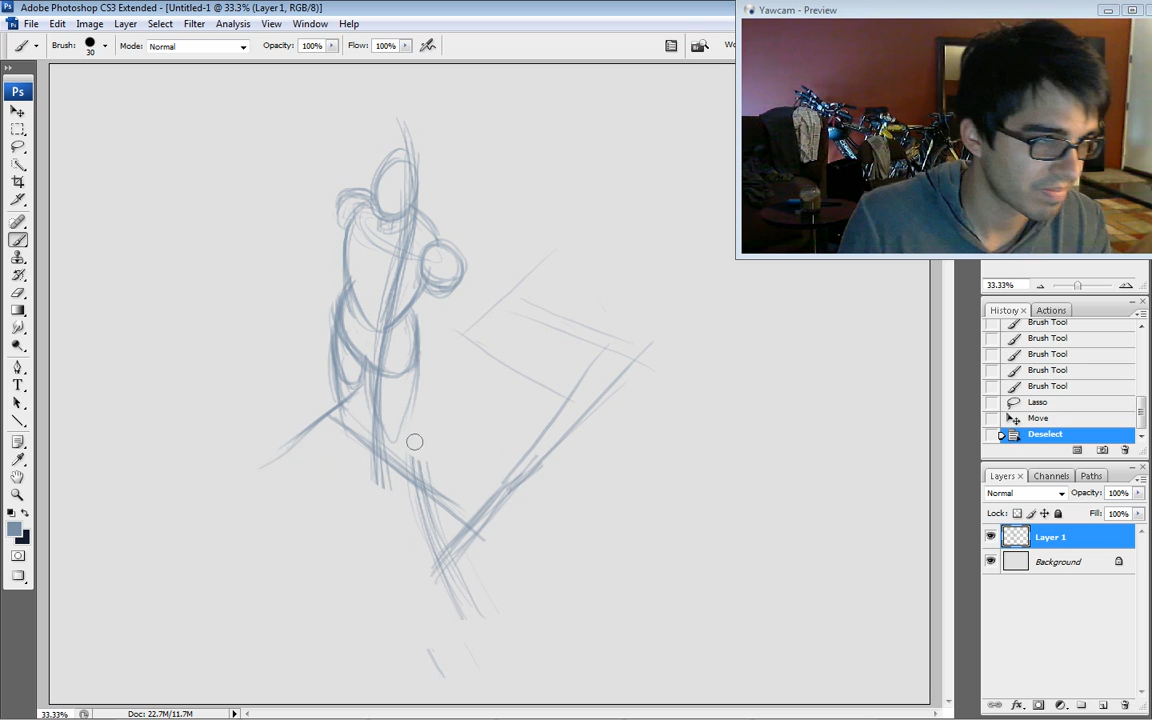 Adobe Photoshop CS3 Extended - [Untitled-1 @ 33.3% (Layer 1, RGB/8)]
Yawcam - Preview
File Edit Image Layer Select Filter Analysis View Window Help
Brush: 30 Mode: Normal Opacity: 100% Flow: 100% Wo
Ps
T
33.33%
History × Actions
Brush Tool
Brush Tool
Brush Tool
Brush Tool
Brush Tool
Lasso
Move
Deselect
Layers × Channels Paths
Normal Opacity: 100%
Lock: Fill: 100%
Layer 1
Background
fx
33.33% Doc: 22.7M/11.7M